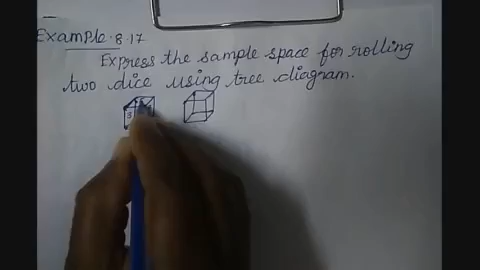 Example 8.17
Express the sample space for rolling
two dice using tree diagram.